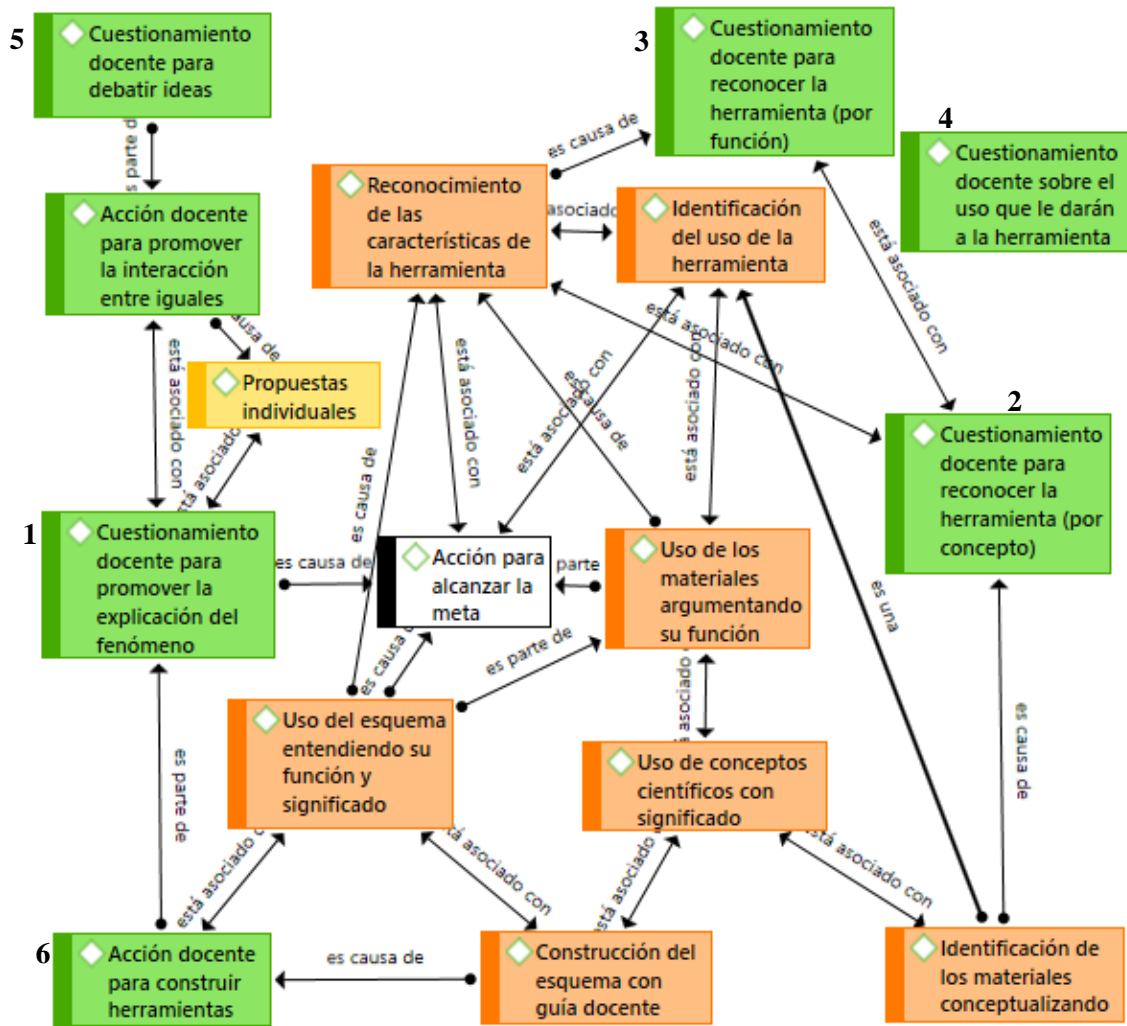 5
Cuestionamiento
docente para
debatir ideas
3
Cuestionamiento
docente para
reconocer la
herramienta (por
función)
4
Cuestionamiento
docente sobre el
uso que le darán
a la herramienta
es parte d
es causa de
Acción docente
para promover
la interacción
entre iguales
Reconocimiento
de las
características de
la herramienta
asociado
Identificación
del uso de la
herramienta
está asociado con
causa de
está asociado con
Propuestas
individuales
está asociado con
está asociado
está asociado con
está asociado con
es causa de
está asociado con
2
Cuestionamiento
docente para
reconocer la
herramienta (por
concepto)
es causa de
1
Cuestionamiento
docente para
promover la
explicación del
fenómeno
es causa de
Acción para
alcanzar la
meta
parte
Uso de los
materiales
argumentando
su función
es una
es causa d
es parte de
asociado
es parte de
Uso del esquema
entendiendo su
función y
significado
Uso de conceptos
científicos con
significado
es causa de
está asociado
está asociado con
está asociado
está asociado con
6
Acción docente
para construir
herramientas
es causa de
Construcción del
esquema con
guía docente
Identificación de
los materiales
conceptualizando